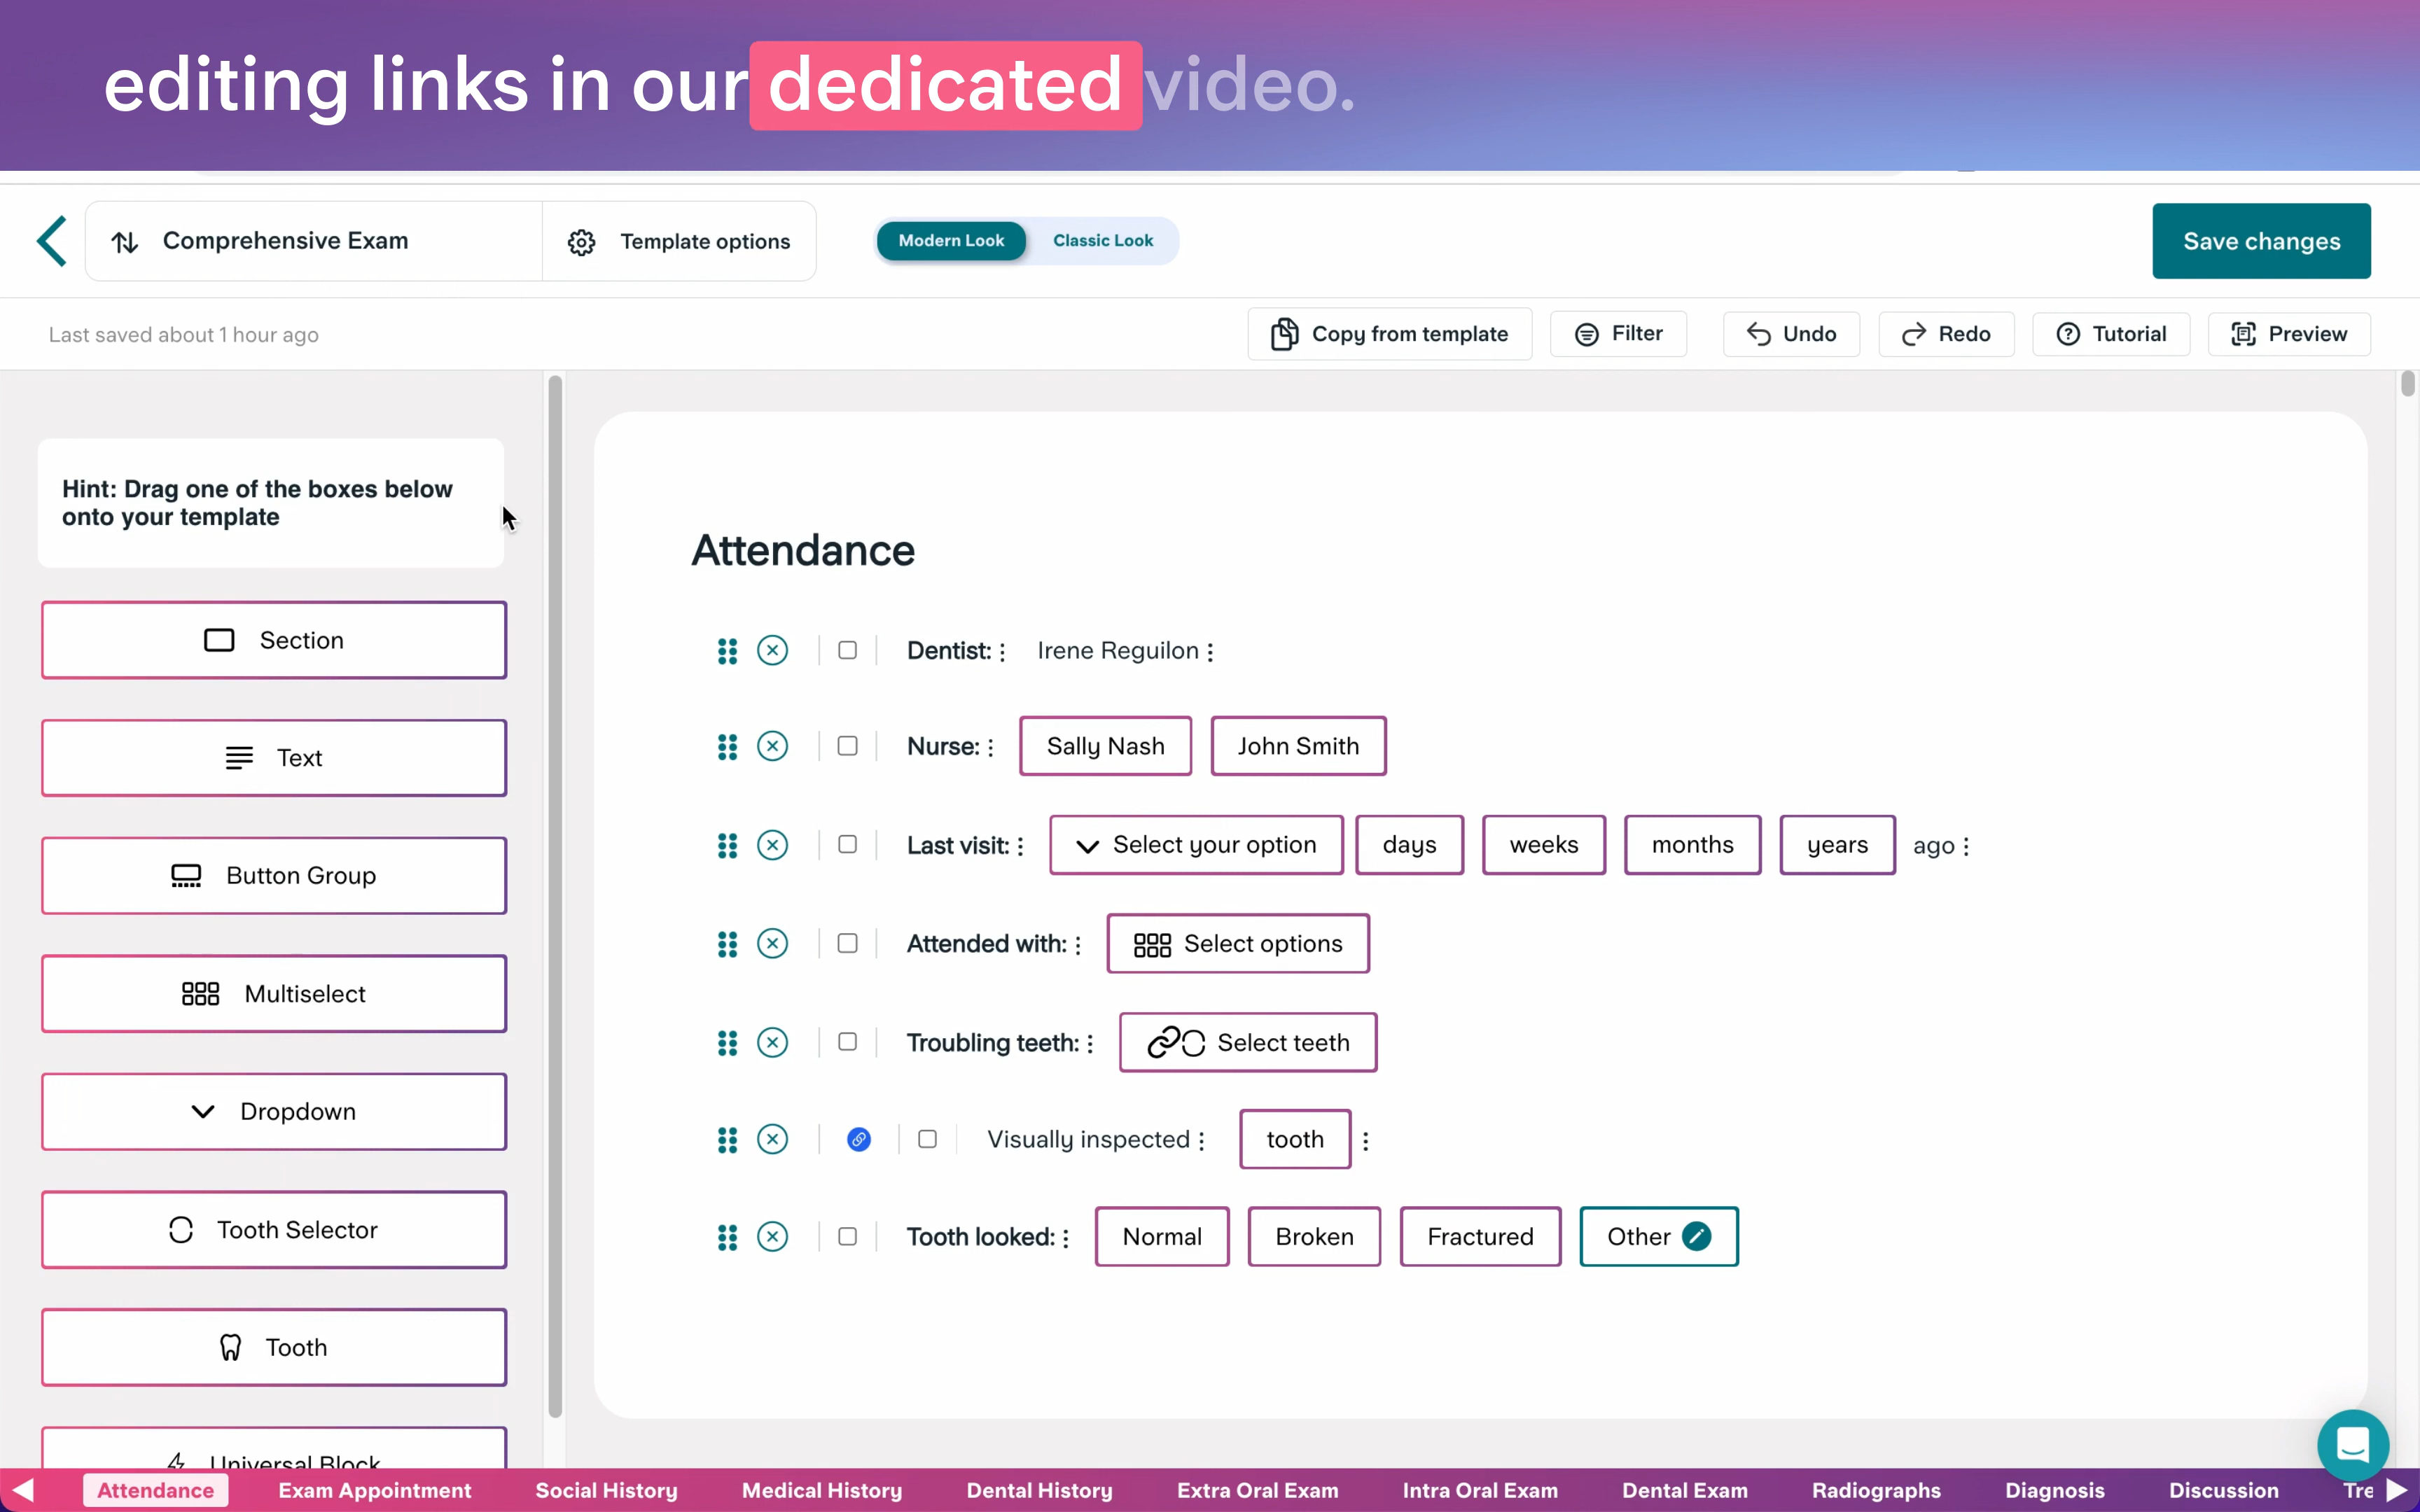 editing links in our dedicated video.
Comprehensive Exam
Template options
Modern Look
Classic Look
Save changes
Last saved about 1 hour ago
Copy from template
Filter
Undo
Redo
Tutorial
Preview
Hint: Drag one of the boxes below
onto your template
Section
Text
Button Group
Multiselect
Dropdown
Tooth Selector
Tooth
Universal Block
Attendance
Dentist: Irene Reguilon
Nurse: Sally Nash John Smith
Last visit: Select your option days weeks months years ago
Attended with: Select options
Troubling teeth: Select teeth
Visually inspected tooth
Tooth looked: Normal Broken Fractured Other
Attendance Exam Appointment Social History Medical History Dental History Extra Oral Exam Intra Oral Exam Dental Exam Radiographs Diagnosis Discussion Tre